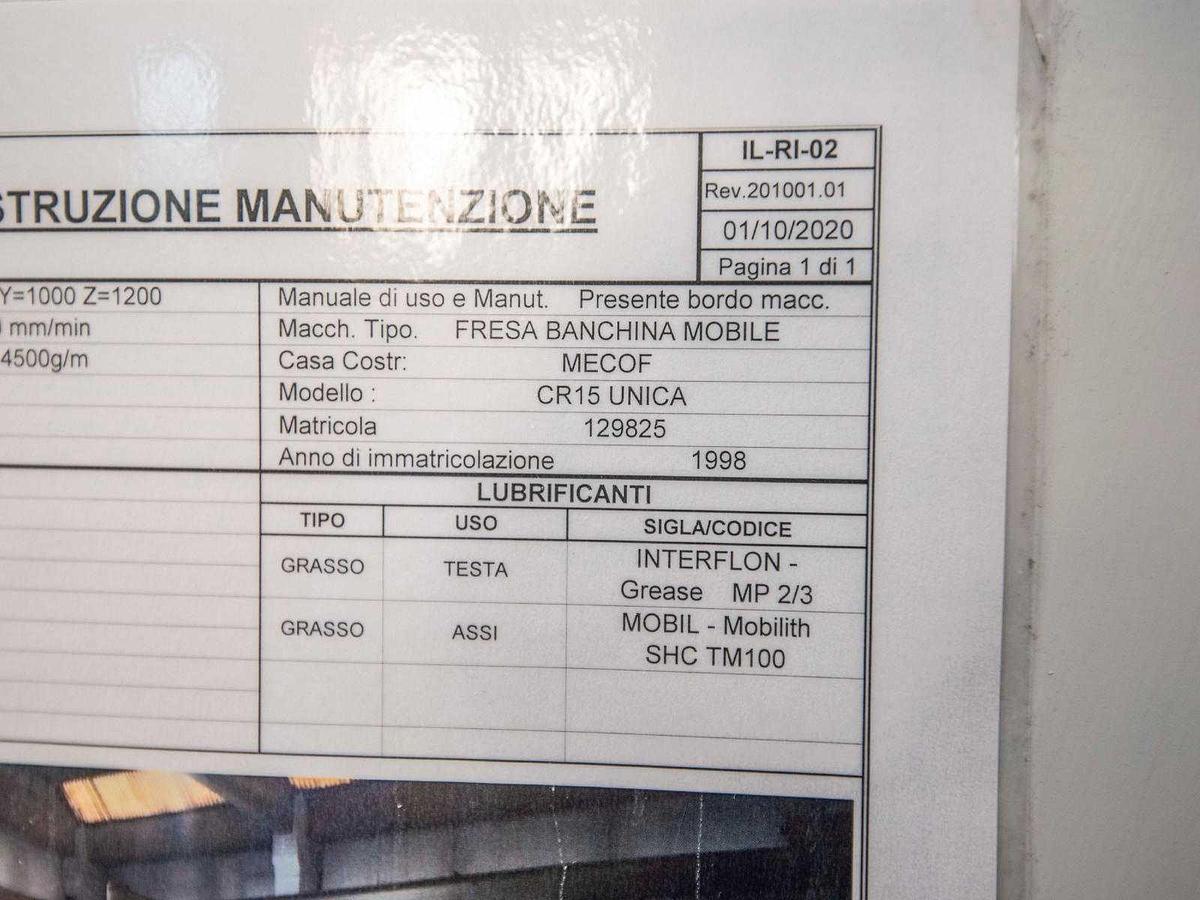 STRUZIONE MANUTENZIONE
IL-RI-02
Rev.201001.01
01/10/2020
Pagina 1 di 1
Y=1000 Z=1200
mm/min
4500g/m
Manuale di uso e Manut. Presente bordo macc.
Macch. Tipo. FRESA BANCHINA MOBILE
Casa Costr: MECOF
Modello : CR15 UNICA
Matricola 129825
Anno di immatricolazione 1998
LUBRIFICANTI
TIPO USO SIGLA/CODICE
GRASSO TESTA INTERFLON -
Grease MP 2/3
GRASSO ASSI MOBIL - Mobilith
SHC TM100